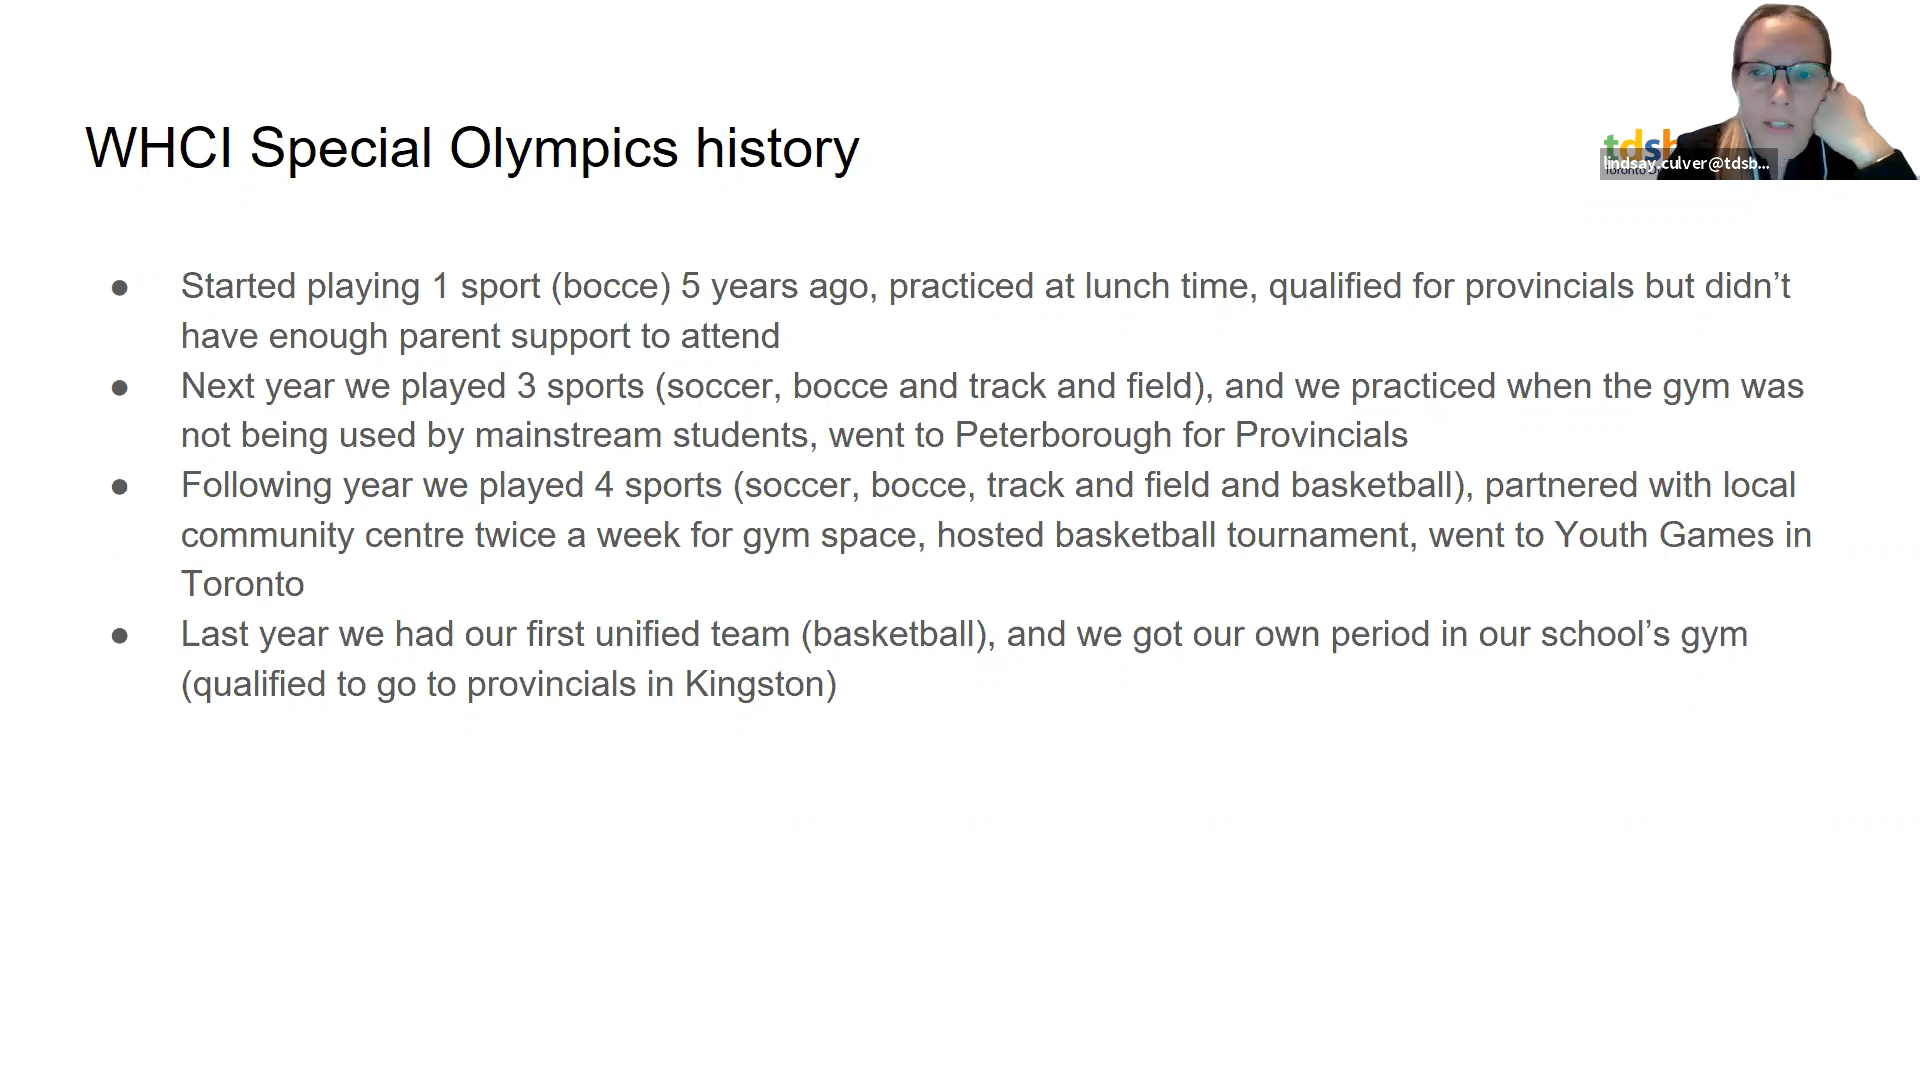 WHCI Special Olympics history
tdsb
lindsay.culver@tdsb...
● Started playing 1 sport (bocce) 5 years ago, practiced at lunch time, qualified for provincials but didn’t
have enough parent support to attend
● Next year we played 3 sports (soccer, bocce and track and field), and we practiced when the gym was
not being used by mainstream students, went to Peterborough for Provincials
● Following year we played 4 sports (soccer, bocce, track and field and basketball), partnered with local
community centre twice a week for gym space, hosted basketball tournament, went to Youth Games in
Toronto
● Last year we had our first unified team (basketball), and we got our own period in our school’s gym
(qualified to go to provincials in Kingston)